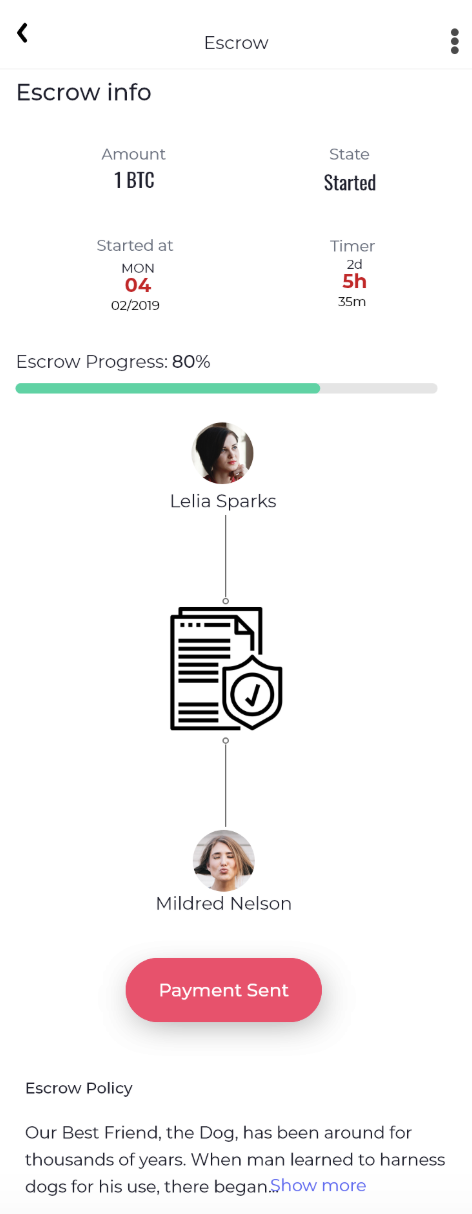 Escrow
Escrow info
Amount
1 BTC
State
Started
Started at
MON
04
02/2019
Timer
2d
5h
35m
Escrow Progress: 80%
Lelia Sparks
Mildred Nelson
Payment Sent
Escrow Policy
Our Best Friend, the Dog, has been around for
thousands of years. When man learned to harness
dogs for his use, there began...Show more